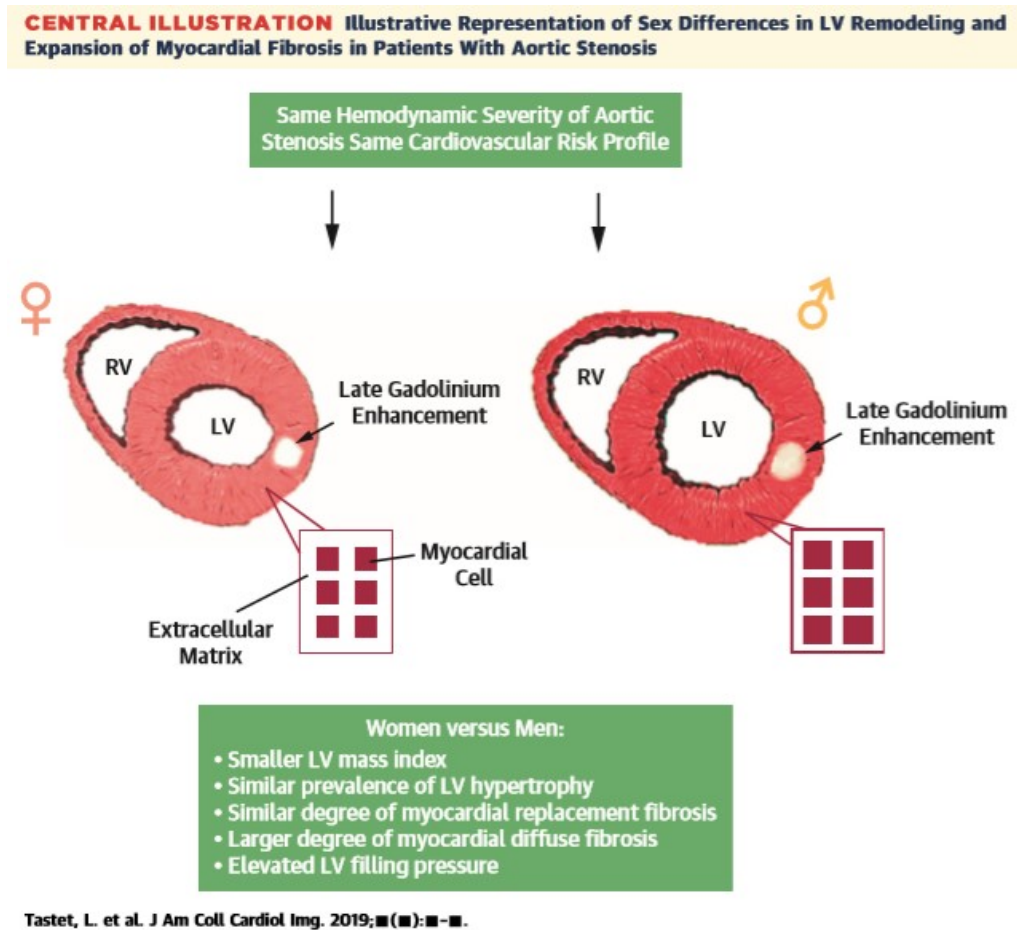 CENTRAL ILLUSTRATION Illustrative Representation of Sex Differences in LV Remodeling and
Expansion of Myocardial Fibrosis in Patients With Aortic Stenosis
Same Hemodynamic Severity of Aortic
Stenosis Same Cardiovascular Risk Profile
♀
♂
RV
LV
Late Gadolinium
Enhancement
RV
LV
Late Gadolinium
Enhancement
Myocardial
Cell
Extracellular
Matrix
Women versus Men:
• Smaller LV mass index
• Similar prevalence of LV hypertrophy
• Similar degree of myocardial replacement fibrosis
• Larger degree of myocardial diffuse fibrosis
• Elevated LV filling pressure
Tastet, L. et al. J Am Coll Cardiol Img. 2019;■(■):■-■.